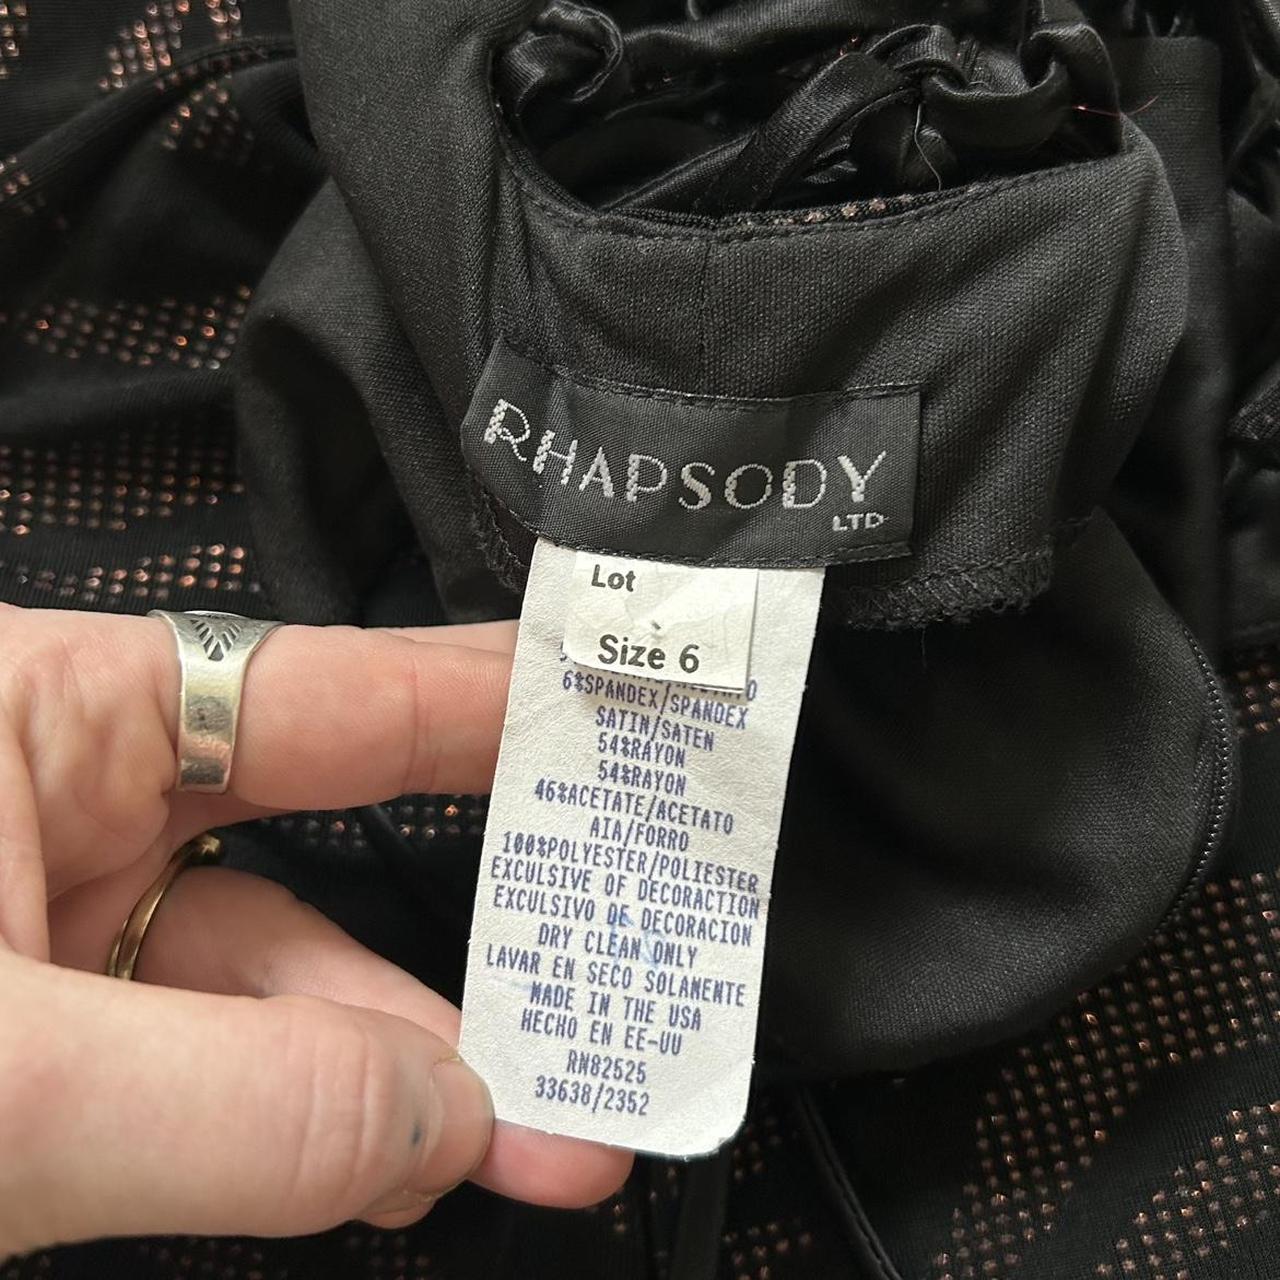 RHAPSODY
LTD
Lot
Size 6
6%SPANDEX/SPANDEX
SATIN/SATEN
54%RAYON
54%RAYON
46%ACETATE/ACETATO
AIA/FORRO
100%POLYESTER/POLIESTER
EXCULSIVE OF DECORACTION
EXCULSIVO DE DECORACION
DRY CLEAN ONLY
LAVAR EN SECO SOLAMENTE
MADE IN THE USA
HECHO EN EE-UU
RN82525
33638/2352